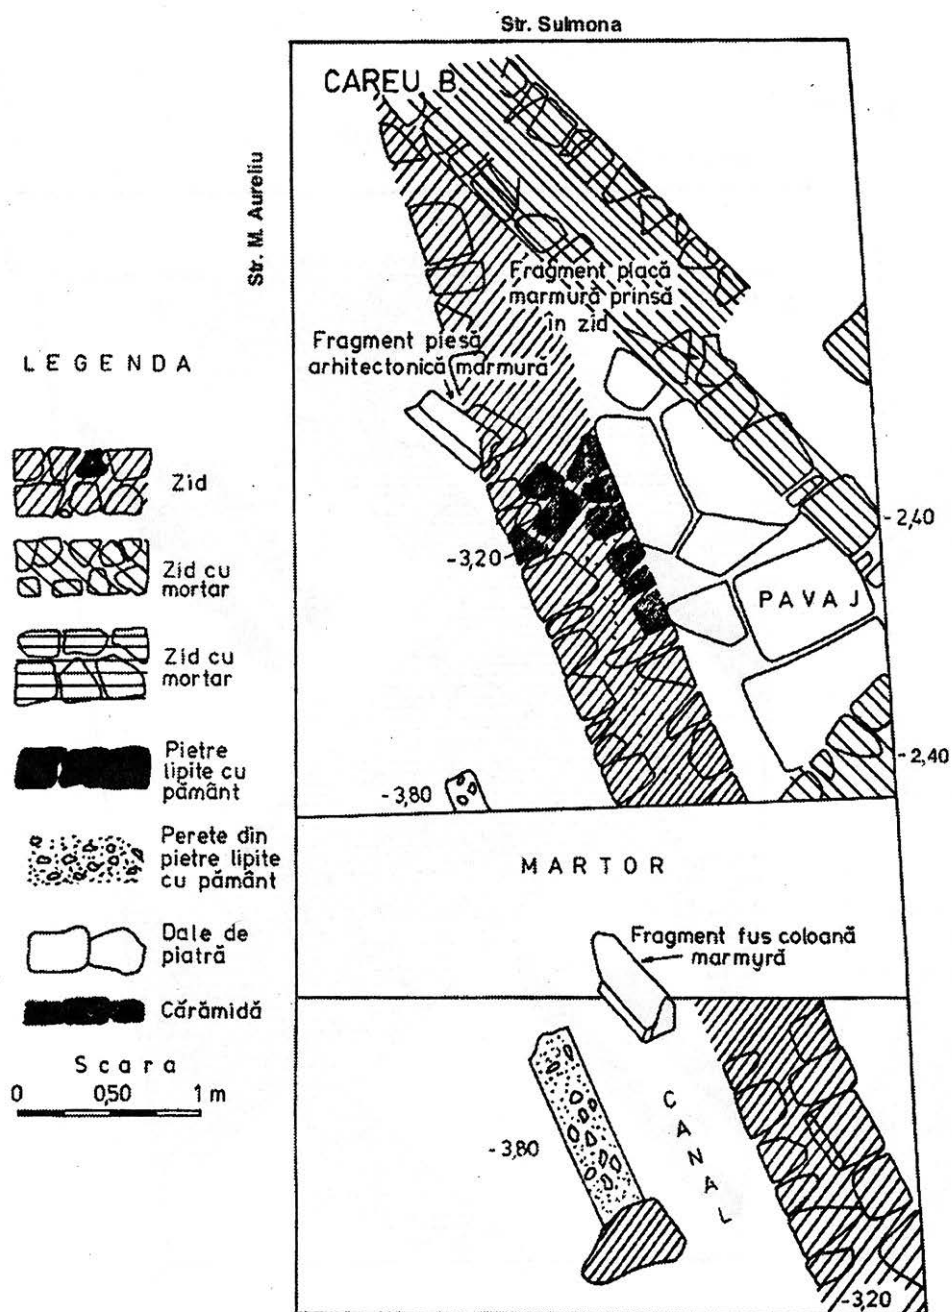 Str. Sulmona
CAREU B
Str. M. Aureliu
Fragment placă
marmură prinsă
în zid
Fragment piesă
arhitectonică marmură
LEGENDA
Zid
Zid cu
mortar
Zid cu
mortar
Pietre
lipite cu
pământ
Perete din
pietre lipite
cu pământ
Dale de
piatră
Cărămidă
Scara
0 0,50 1 m
-2,40
-3,20
PAVAJ
-2,40
-3,80
MARTOR
Fragment fus coloană
marmyră
CANAL
-3,80
-3,20